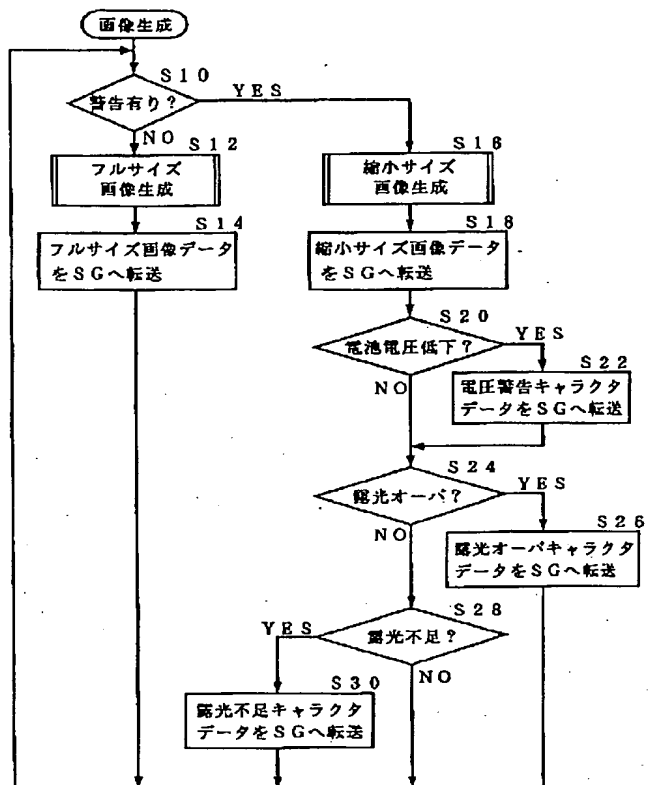 画像生成
S10
警告有り?
YES
NO
S12
フルサイズ
画像生成
S14
フルサイズ画像データ
をSGへ転送
S16
縮小サイズ
画像生成
S18
縮小サイズ画像データ
をSGへ転送
S20
電池電圧低下?
YES
NO
S22
電圧警告キャラクタ
データをSGへ転送
S24
露光オーバ?
YES
NO
S26
露光オーバキャラクタ
データをSGへ転送
S28
露光不足?
YES
NO
S30
露光不足キャラクタ
データをSGへ転送